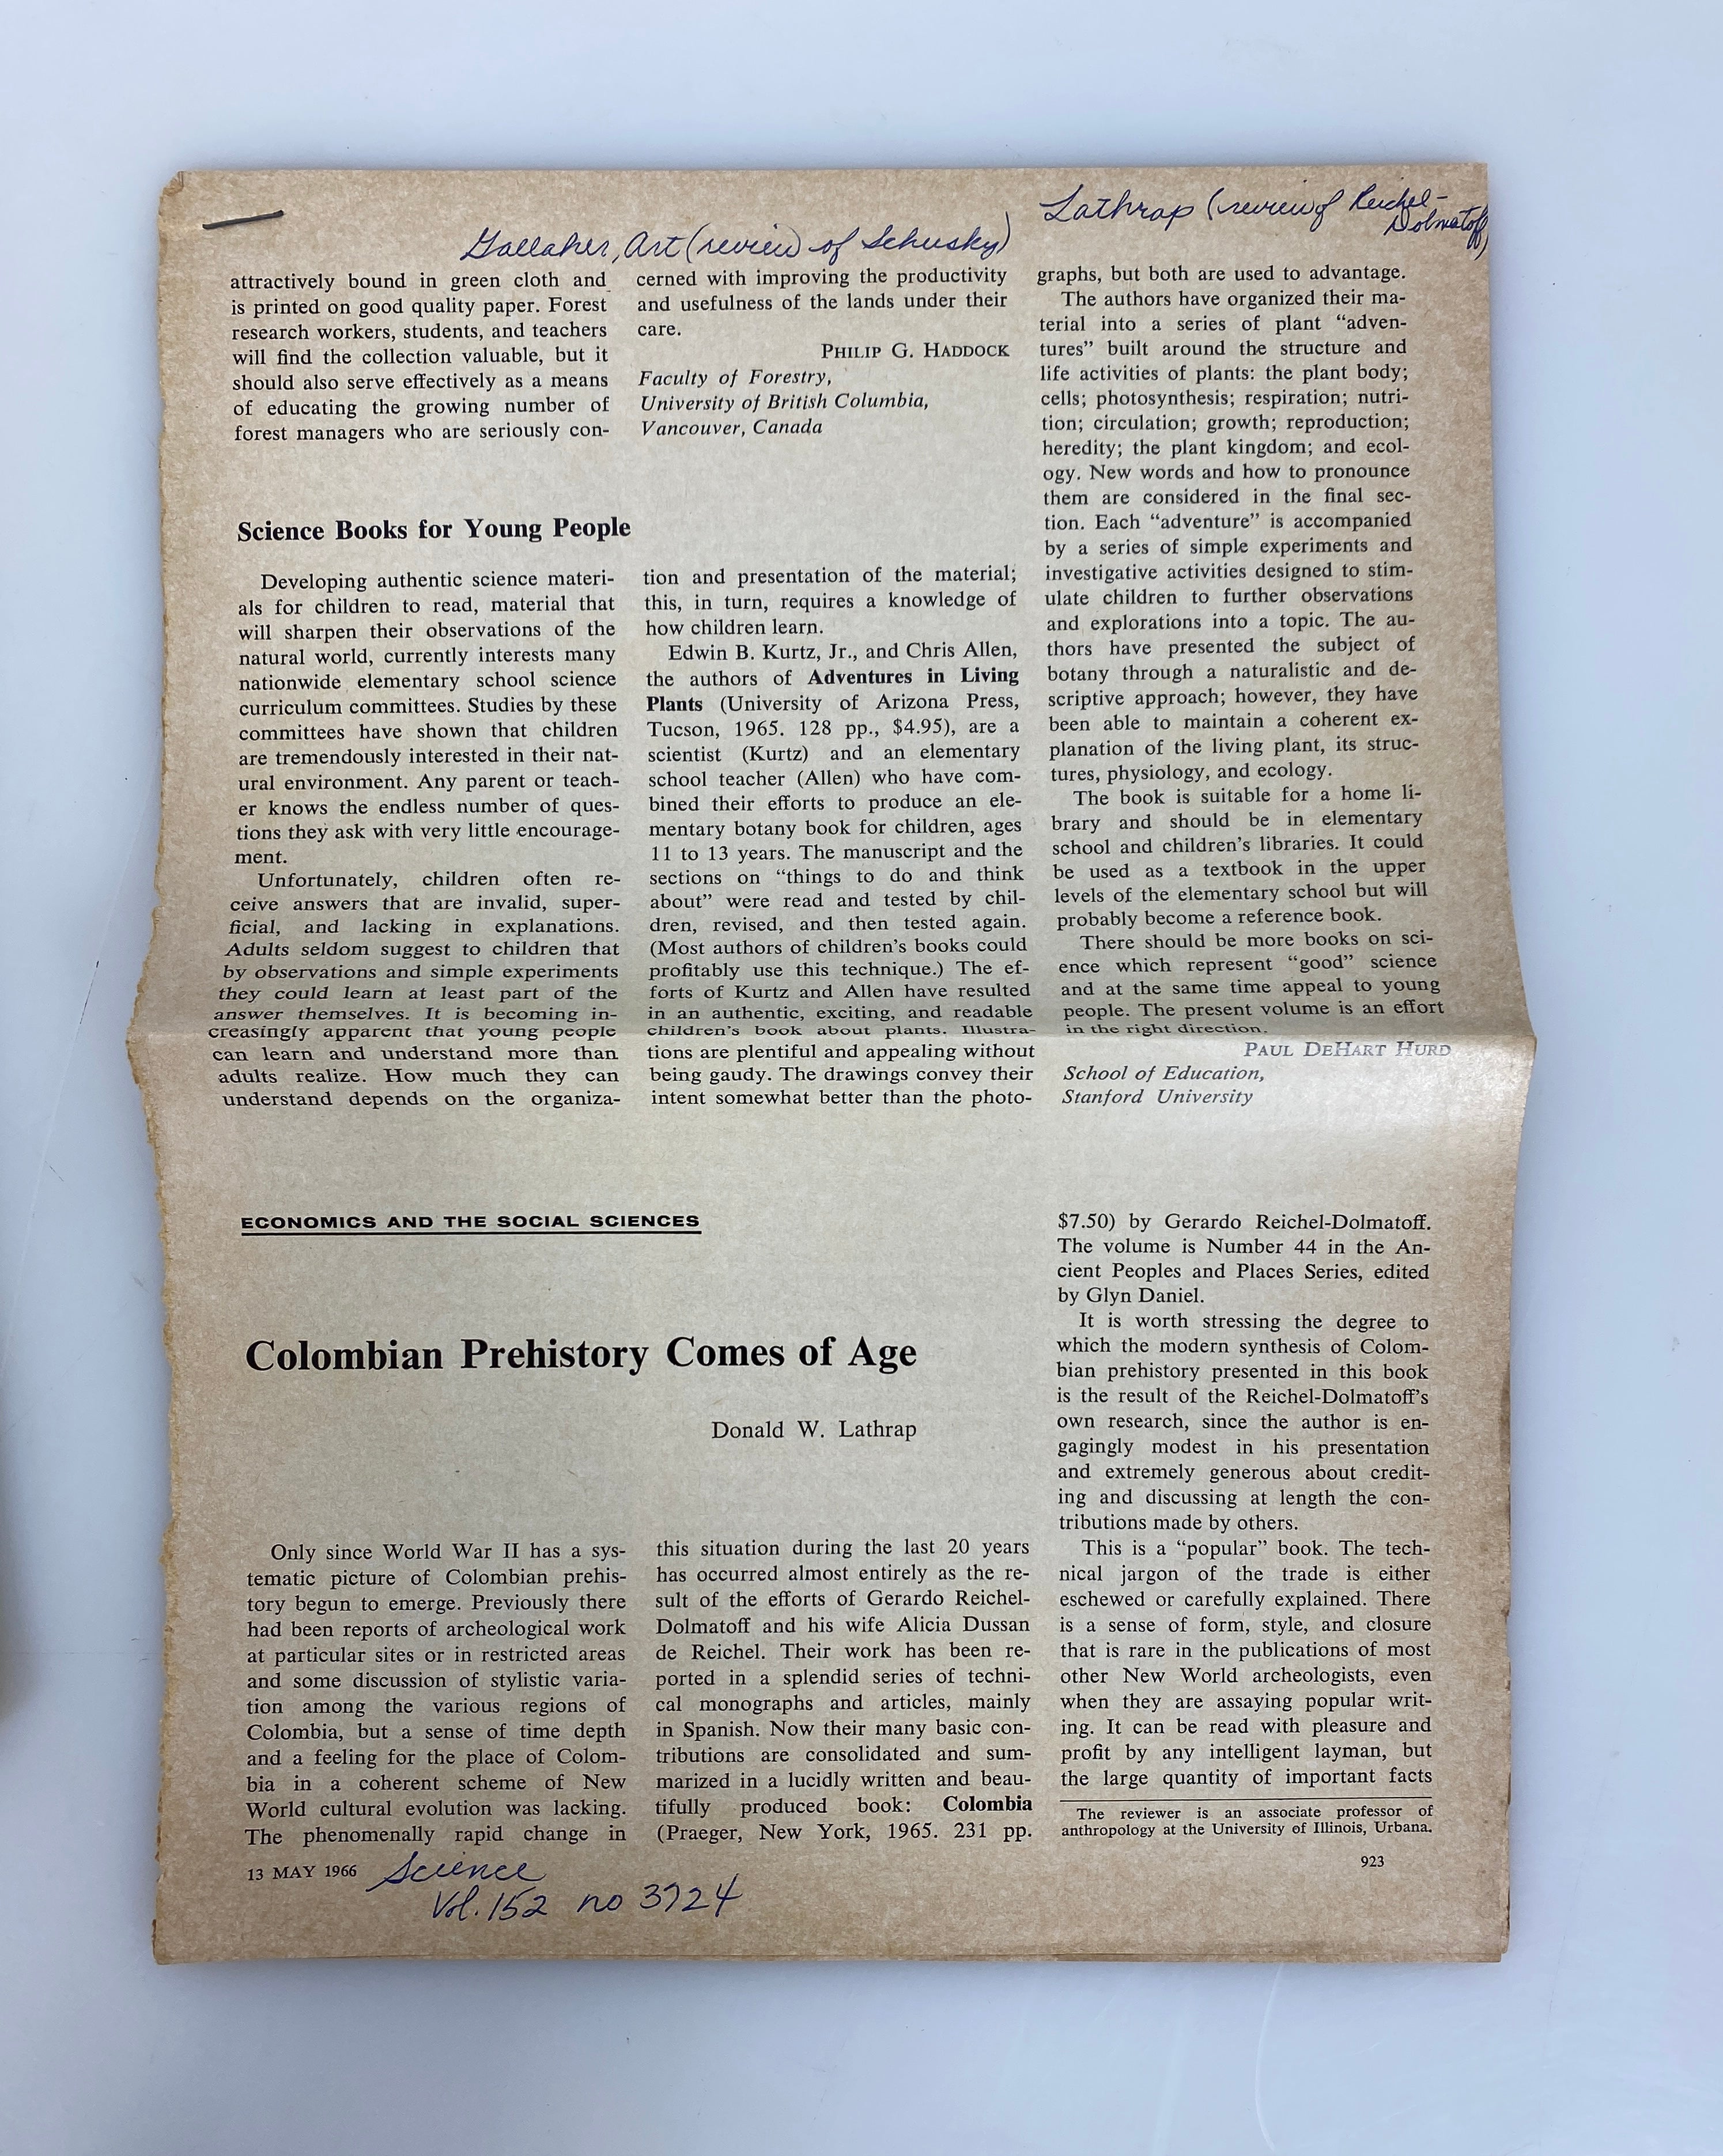 Gallaher, Art (review of Schusky)
Lathrap (review of Reichel-
Dolmatoff)
attractively bound in green cloth and
is printed on good quality paper. Forest
research workers, students, and teachers
will find the collection valuable, but it
should also serve effectively as a means
of educating the growing number of
forest managers who are seriously con-
cerned with improving the productivity
and usefulness of the lands under their
care.
PHILIP G. HADDOCK
Faculty of Forestry,
University of British Columbia,
Vancouver, Canada
Science Books for Young People
Developing authentic science materi-
als for children to read, material that
will sharpen their observations of the
natural world, currently interests many
nationwide elementary school science
curriculum committees. Studies by these
committees have shown that children
are tremendously interested in their nat-
ural environment. Any parent or teach-
er knows the endless number of ques-
tions they ask with very little encourage-
ment.
Unfortunately, children often re-
ceive answers that are invalid, super-
ficial, and lacking in explanations.
Adults seldom suggest to children that
by observations and simple experiments
they could learn at least part of the
answer themselves. It is becoming in-
creasingly apparent that young people
can learn and understand more than
adults realize. How much they can
understand depends on the organiza-
tion and presentation of the material;
this, in turn, requires a knowledge of
how children learn.
Edwin B. Kurtz, Jr., and Chris Allen,
the authors of Adventures in Living
Plants (University of Arizona Press,
Tucson, 1965. 128 pp., $4.95), are a
scientist (Kurtz) and an elementary
school teacher (Allen) who have com-
bined their efforts to produce an ele-
mentary botany book for children, ages
11 to 13 years. The manuscript and the
sections on "things to do and think
about" were read and tested by chil-
dren, revised, and then tested again.
(Most authors of children's books could
profitably use this technique.) The ef-
forts of Kurtz and Allen have resulted
in an authentic, exciting, and readable
children's book about plants. Illustra-
tions are plentiful and appealing without
being gaudy. The drawings convey their
intent somewhat better than the photo-
graphs, but both are used to advantage.
The authors have organized their ma-
terial into a series of plant "adven-
tures" built around the structure and
life activities of plants: the plant body;
cells; photosynthesis; respiration; nutri-
tion; circulation; growth; reproduction;
heredity; the plant kingdom; and ecol-
ogy. New words and how to pronounce
them are considered in the final sec-
tion. Each "adventure" is accompanied
by a series of simple experiments and
investigative activities designed to stim-
ulate children to further observations
and explorations into a topic. The au-
thors have presented the subject of
botany through a naturalistic and de-
scriptive approach; however, they have
been able to maintain a coherent ex-
planation of the living plant, its struc-
tures, physiology, and ecology.
The book is suitable for a home li-
brary and should be in elementary
school and children's libraries. It could
be used as a textbook in the upper
levels of the elementary school but will
probably become a reference book.
There should be more books on sci-
ence which represent "good" science
and at the same time appeal to young
people. The present volume is an effort
in the right direction.
PAUL DEHART HURD
School of Education,
Stanford University
ECONOMICS AND THE SOCIAL SCIENCES
Colombian Prehistory Comes of Age
Donald W. Lathrap
Only since World War II has a sys-
tematic picture of Colombian prehis-
tory begun to emerge. Previously there
had been reports of archeological work
at particular sites or in restricted areas
and some discussion of stylistic varia-
tion among the various regions of
Colombia, but a sense of time depth
and a feeling for the place of Colom-
bia in a coherent scheme of New
World cultural evolution was lacking.
The phenomenally rapid change in
this situation during the last 20 years
has occurred almost entirely as the re-
sult of the efforts of Gerardo Reichel-
Dolmatoff and his wife Alicia Dussan
de Reichel. Their work has been re-
ported in a splendid series of techni-
cal monographs and articles, mainly
in Spanish. Now their many basic con-
tributions are consolidated and sum-
marized in a lucidly written and beau-
tifully produced book: Colombia
(Praeger, New York, 1965. 231 pp.
$7.50) by Gerardo Reichel-Dolmatoff.
The volume is Number 44 in the An-
cient Peoples and Places Series, edited
by Glyn Daniel.
It is worth stressing the degree to
which the modern synthesis of Colom-
bian prehistory presented in this book
is the result of the Reichel-Dolmatoff's
own research, since the author is en-
gagingly modest in his presentation
and extremely generous about credit-
ing and discussing at length the con-
tributions made by others.
This is a "popular" book. The tech-
nical jargon of the trade is either
eschewed or carefully explained. There
is a sense of form, style, and closure
that is rare in the publications of most
other New World archeologists, even
when they are assaying popular writ-
ing. It can be read with pleasure and
profit by any intelligent layman, but
the large quantity of important facts
The reviewer is an associate professor of
anthropology at the University of Illinois, Urbana.
13 MAY 1966
Science
Vol. 152 no 3724
923